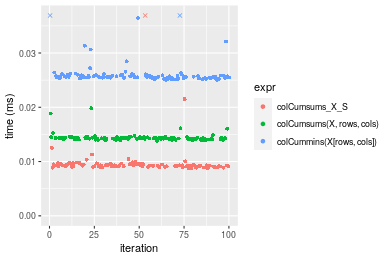 0.03
0.02
0.01
0.00
time (ms)
0
25
50
75
100
iteration
expr
colCumsums_X_S
colCumsums(X, rows, cols)
colCummins(X[rows, cols])